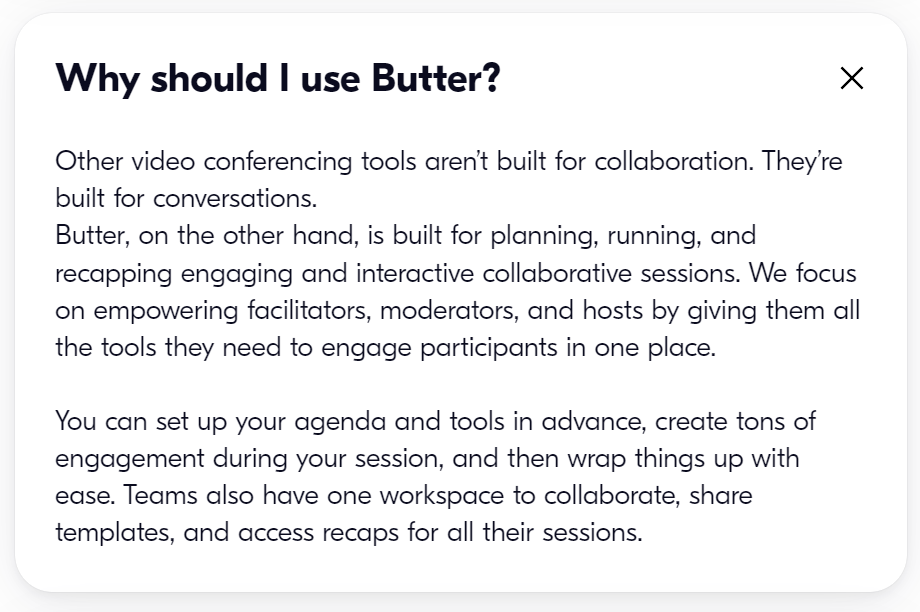 Why should I use Butter?
Other video conferencing tools aren't built for collaboration. They're
built for conversations.
Butter, on the other hand, is built for planning, running, and
recapping engaging and interactive collaborative sessions. We focus
on empowering facilitators, moderators, and hosts by giving them all
the tools they need to engage participants in one place.
You can set up your agenda and tools in advance, create tons of
engagement during your session, and then wrap things up with
ease. Teams also have one workspace to collaborate, share
templates, and access recaps for all their sessions.